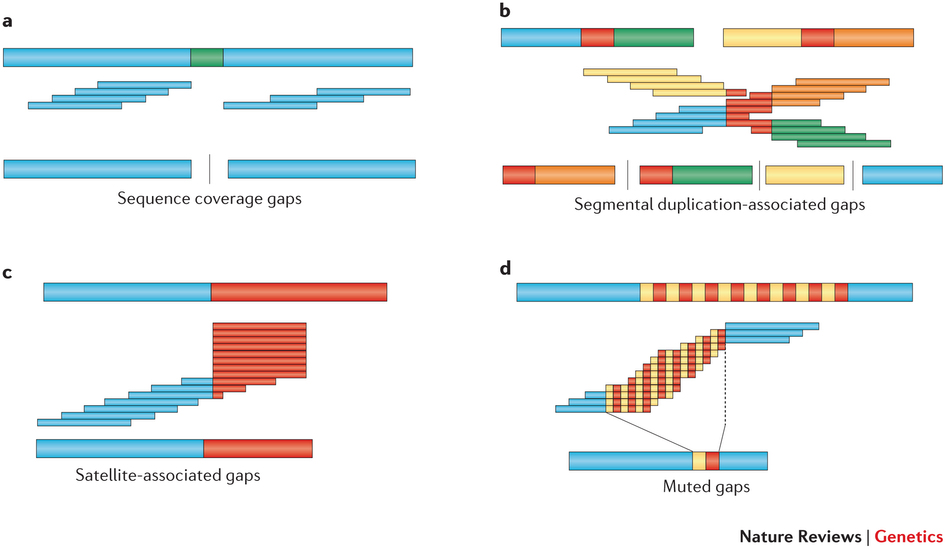 a
Sequence coverage gaps
b
Segmental duplication-associated gaps
c
Satellite-associated gaps
d
Muted gaps
Nature Reviews | Genetics